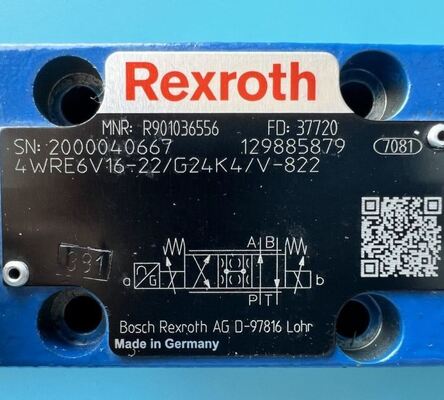 Rexroth
MNR: R901036556 FD: 37720
SN: 2000040667 129885879 7081
4WRE6V16-22/G24K4/V-822
391
A B
a G b
P T
Bosch Rexroth AG D-97816 Lohr
Made in Germany